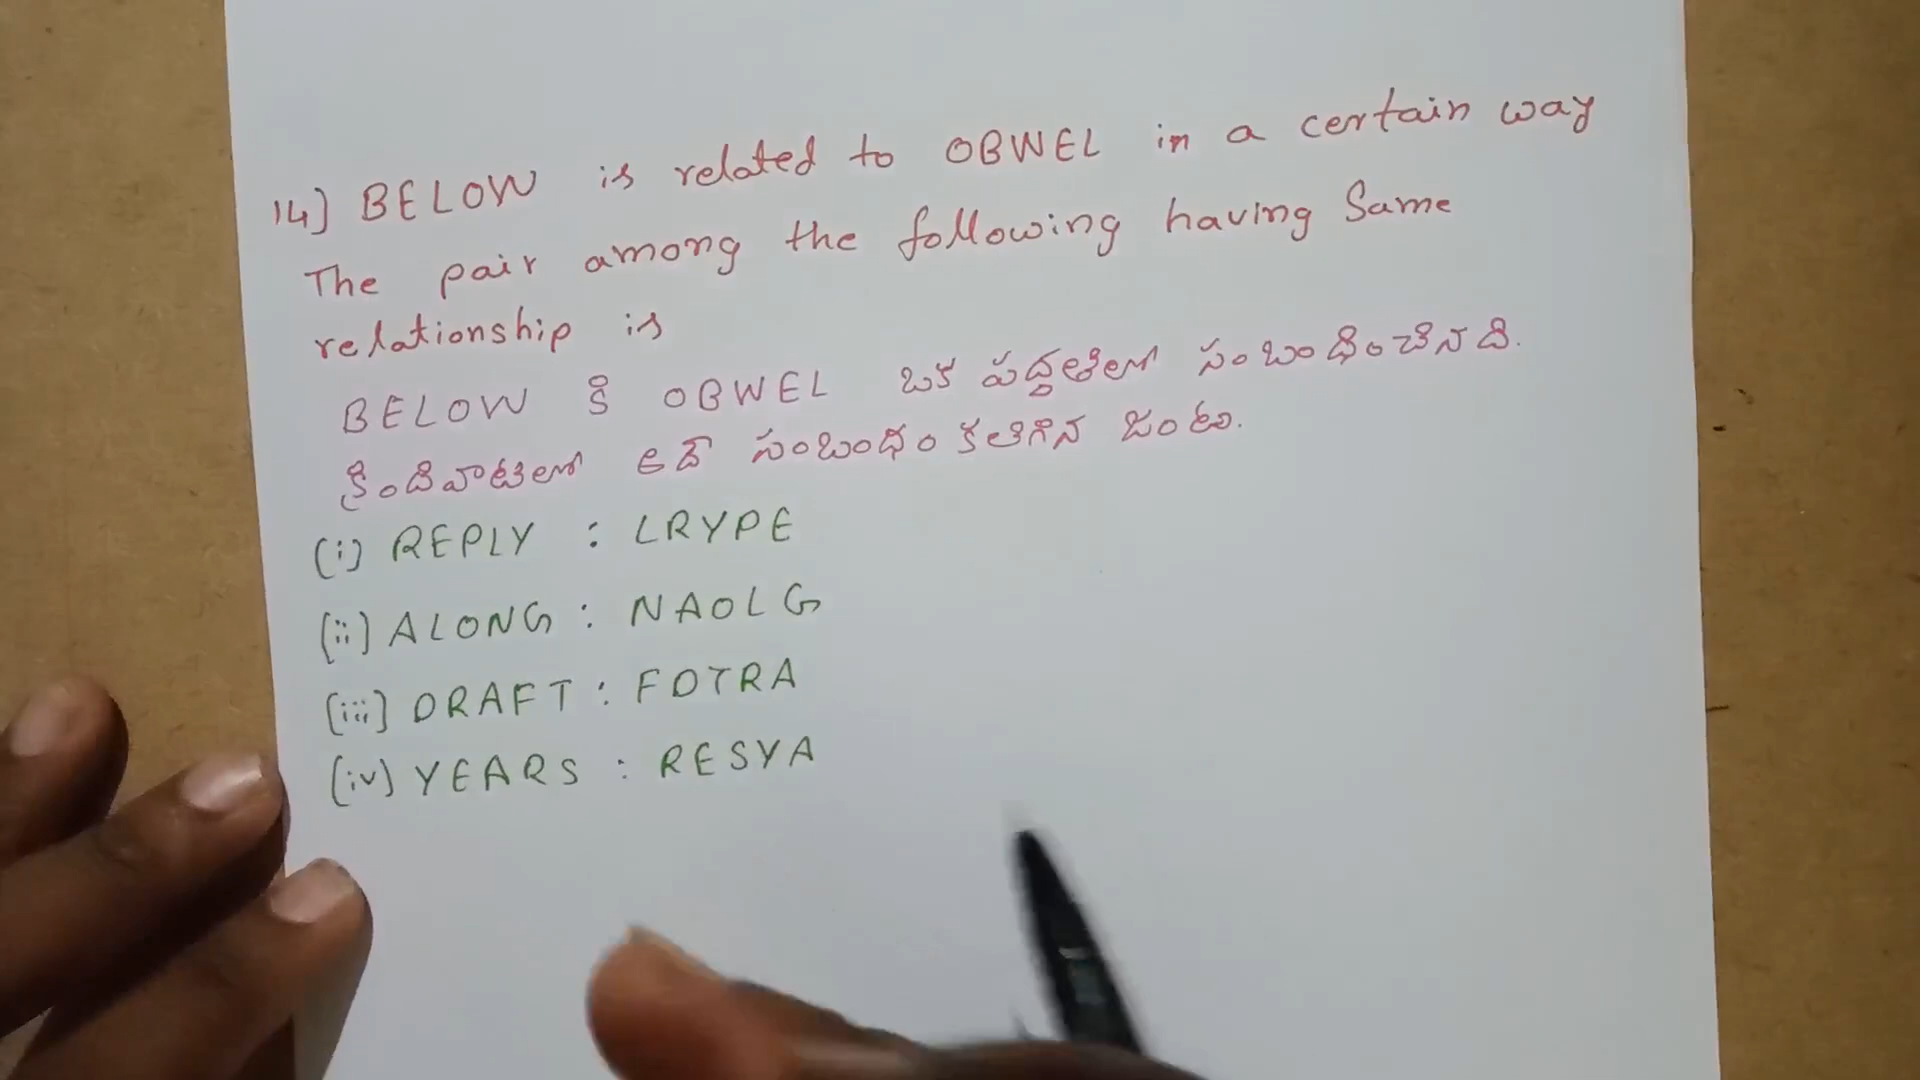 14] BELOW is related to OBWEL in a certain way
The pair among the following having Same
relationship is
BELOW కి OBWEL ఒక పద్ధతిలో సంబంధించినది.
క్రిందివాటిలో అదే సంబంధం కలిగిన జంట.
(i) REPLY : LRYPE
(ii) ALONG : NAOLG
(iii) DRAFT : FDTRA
(iv) YEARS : RESYA